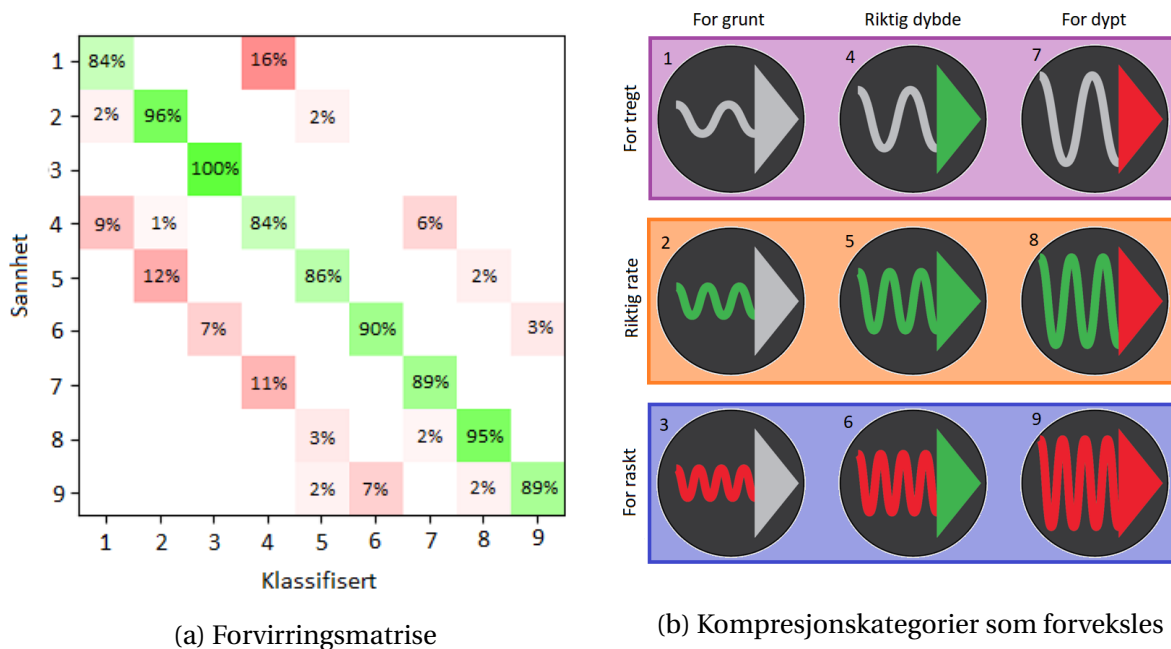 1 84% 16%
2 2% 96% 2%
3 100%
4 9% 1% 84% 6%
5 12% 86% 2%
6 7% 90% 3%
7 11% 89%
8 3% 2% 95%
9 2% 7% 2% 89%
Sannhet
1 2 3 4 5 6 7 8 9
Klassifisert
(a) Forvirringsmatrise
For grunt Riktig dybde For dypt
For tregt
1 4 7
Riktig rate
2 5 8
For raskt
3 6 9
(b) Kompresjonskategorier som forveksles